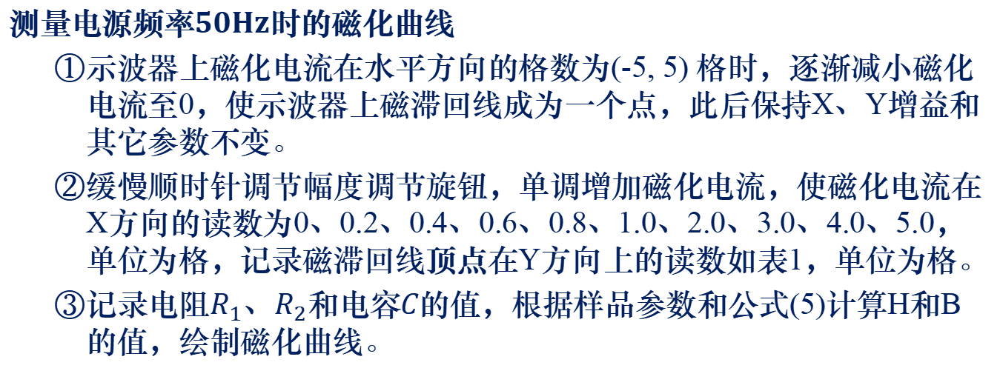 测量电源频率50Hz时的磁化曲线
①示波器上磁化电流在水平方向的格数为(-5, 5) 格时，逐渐减小磁化
电流至0，使示波器上磁滞回线成为一个点，此后保持X、Y增益和
其它参数不变。
②缓慢顺时针调节幅度调节旋钮，单调增加磁化电流，使磁化电流在
X方向的读数为0、0.2、0.4、0.6、0.8、1.0、2.0、3.0、4.0、5.0，
单位为格，记录磁滞回线顶点在Y方向上的读数如表1，单位为格。
③记录电阻R₁、R₂和电容C的值，根据样品参数和公式(5)计算H和B
的值，绘制磁化曲线。